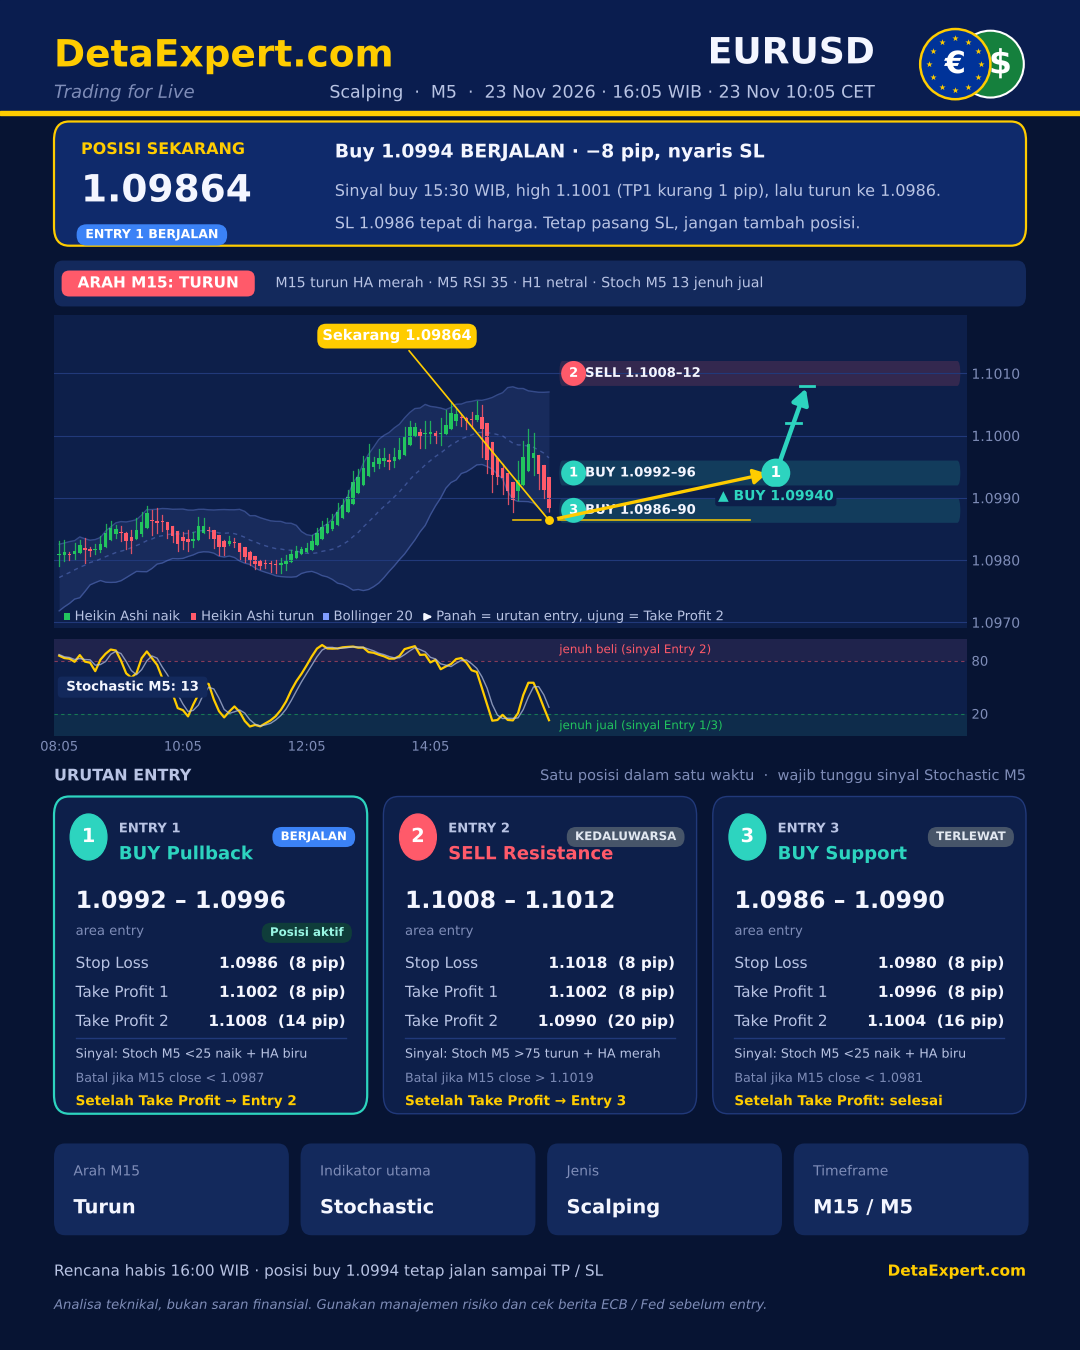 DetaExpert.com
EURUSD
€ $
Trading for Live
Scalping · M5 · 23 Nov 2026 · 16:05 WIB · 23 Nov 10:05 CET
POSISI SEKARANG
1.09864
ENTRY 1 BERJALAN
Buy 1.0994 BERJALAN · −8 pip, nyaris SL
Sinyal buy 15:30 WIB, high 1.1001 (TP1 kurang 1 pip), lalu turun ke 1.0986.
SL 1.0986 tepat di harga. Tetap pasang SL, jangan tambah posisi.
ARAH M15: TURUN
M15 turun HA merah · M5 RSI 35 · H1 netral · Stoch M5 13 jenuh jual
Sekarang 1.09864
2 SELL 1.1008–12
1 BUY 1.0992–96
3 BUY 1.0986–90
1
▲ BUY 1.09940
1.1010
1.1000
1.0990
1.0980
1.0970
Heikin Ashi naik
Heikin Ashi turun
Bollinger 20
Panah = urutan entry, ujung = Take Profit 2
jenuh beli (sinyal Entry 2)
80
Stochastic M5: 13
20
jenuh jual (sinyal Entry 1/3)
08:05
10:05
12:05
14:05
URUTAN ENTRY
Satu posisi dalam satu waktu · wajib tunggu sinyal Stochastic M5
1
ENTRY 1
BERJALAN
BUY Pullback
1.0992 – 1.0996
area entry
Posisi aktif
Stop Loss 1.0986 (8 pip)
Take Profit 1 1.1002 (8 pip)
Take Profit 2 1.1008 (14 pip)
Sinyal: Stoch M5 <25 naik + HA biru
Batal jika M15 close < 1.0987
Setelah Take Profit → Entry 2
2
ENTRY 2
KEDALUWARSA
SELL Resistance
1.1008 – 1.1012
area entry
Stop Loss 1.1018 (8 pip)
Take Profit 1 1.1002 (8 pip)
Take Profit 2 1.0990 (20 pip)
Sinyal: Stoch M5 >75 turun + HA merah
Batal jika M15 close > 1.1019
Setelah Take Profit → Entry 3
3
ENTRY 3
TERLEWAT
BUY Support
1.0986 – 1.0990
area entry
Stop Loss 1.0980 (8 pip)
Take Profit 1 1.0996 (8 pip)
Take Profit 2 1.1004 (16 pip)
Sinyal: Stoch M5 <25 naik + HA biru
Batal jika M15 close < 1.0981
Setelah Take Profit: selesai
Arah M15
Turun
Indikator utama
Stochastic
Jenis
Scalping
Timeframe
M15 / M5
Rencana habis 16:00 WIB · posisi buy 1.0994 tetap jalan sampai TP / SL
DetaExpert.com
Analisa teknikal, bukan saran finansial. Gunakan manajemen risiko dan cek berita ECB / Fed sebelum entry.